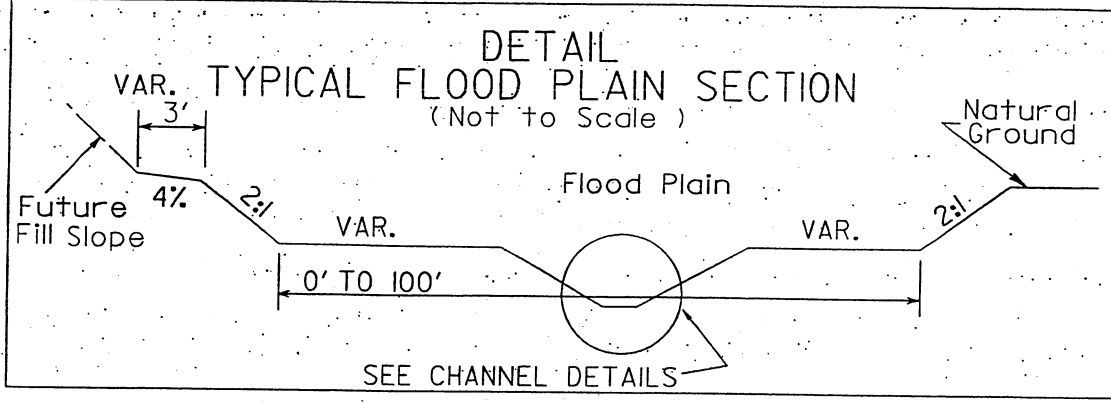 DETAIL
TYPICAL FLOOD PLAIN SECTION
(Not to Scale)
VAR.
3'
Natural
Ground
Future
Fill Slope
4%
2:1
Flood Plain
2:1
VAR.
VAR.
0' TO 100'
SEE CHANNEL DETAILS